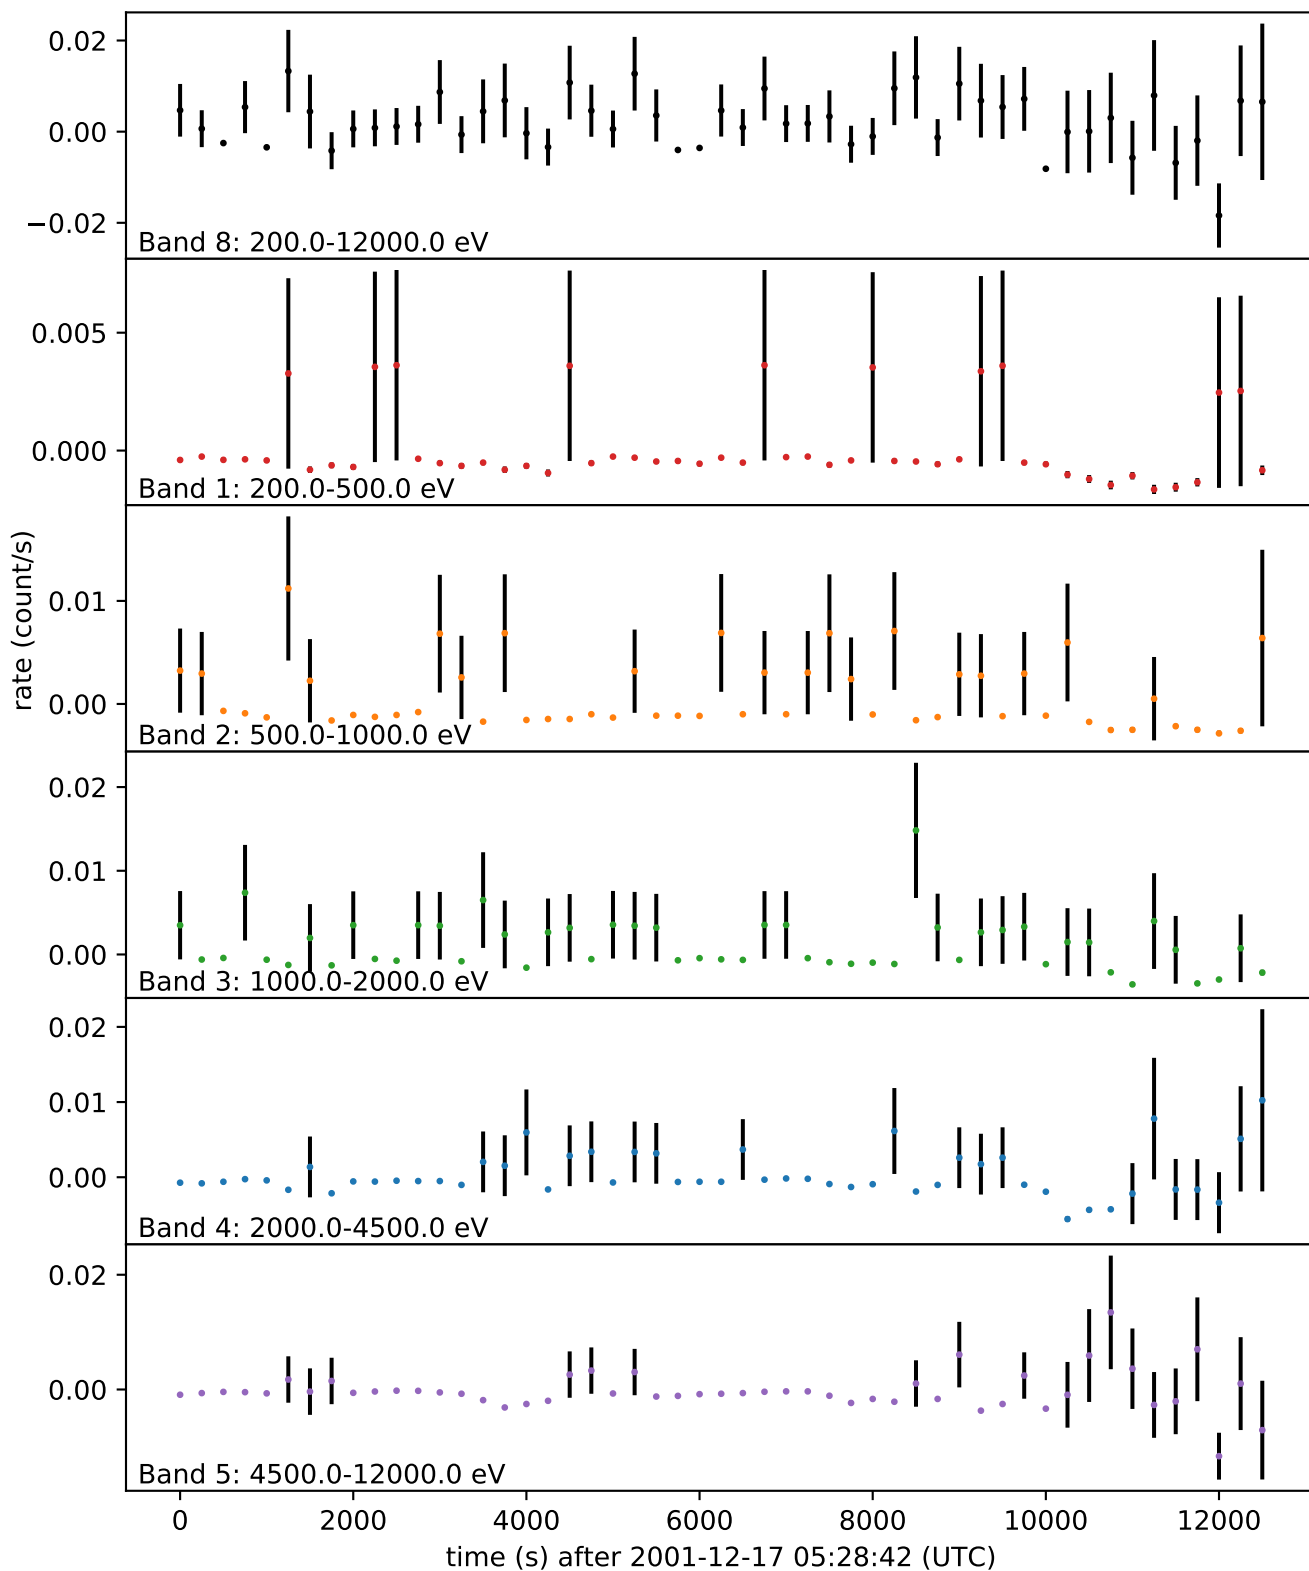 0.02
0.00
−0.02
Band 8: 200.0-12000.0 eV
0.005
0.000
Band 1: 200.0-500.0 eV
rate (count/s)
0.01
0.00
Band 2: 500.0-1000.0 eV
0.02
0.01
0.00
Band 3: 1000.0-2000.0 eV
0.02
0.01
0.00
Band 4: 2000.0-4500.0 eV
0.02
0.00
Band 5: 4500.0-12000.0 eV
0 2000 4000 6000 8000 10000 12000
time (s) after 2001-12-17 05:28:42 (UTC)